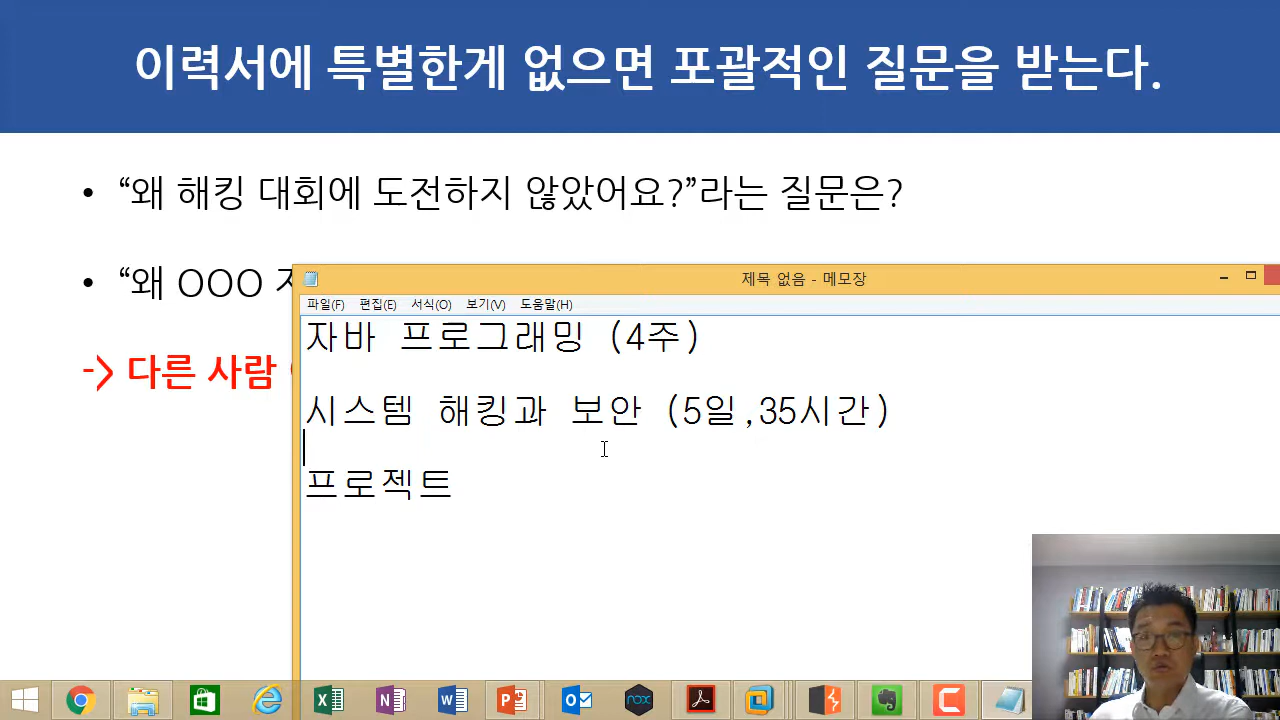 이력서에 특별한게 없으면 포괄적인 질문을 받는다.
• “왜 해킹 대회에 도전하지 않았어요?”라는 질문은?
• “왜 OOO
-> 다른 사람
제목 없음 - 메모장
파일(F) 편집(E) 서식(O) 보기(V) 도움말(H)
자바 프로그래밍 (4주)
시스템 해킹과 보안 (5일,35시간)
프로젝트
nox